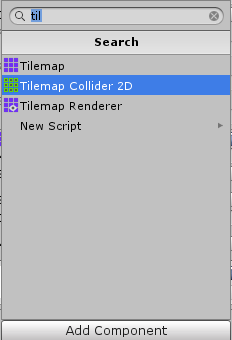 til
Search
Tilemap
Tilemap Collider 2D
Tilemap Renderer
New Script
Add Component